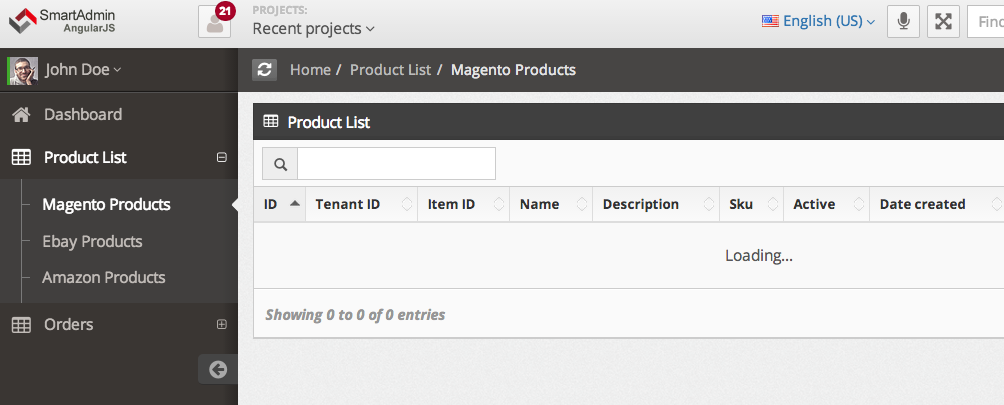 SmartAdmin
AngularJS
21
PROJECTS:
Recent projects
English (US)
Find
John Doe
Home / Product List / Magento Products
Dashboard
Product List
Magento Products
Ebay Products
Amazon Products
Orders
Product List
ID Tenant ID Item ID Name Description Sku Active Date created
Loading...
Showing 0 to 0 of 0 entries